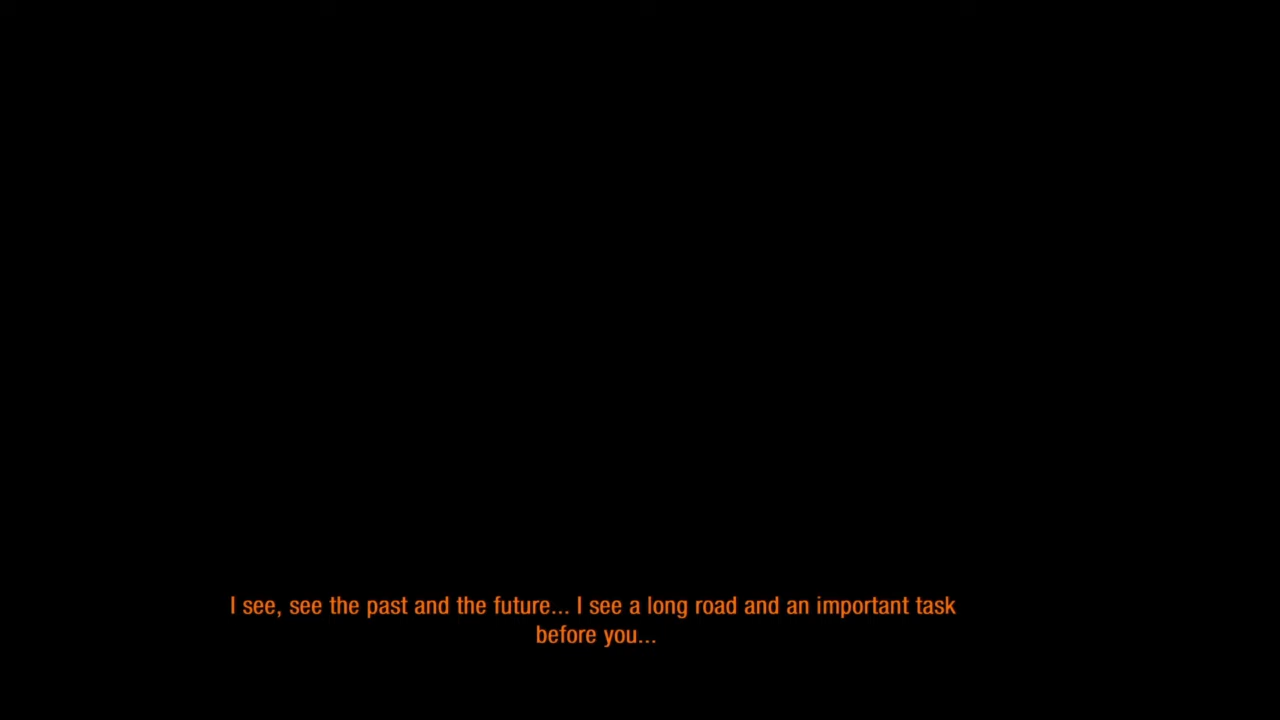 I see, see the past and the future... I see a long road and an important task
before you...